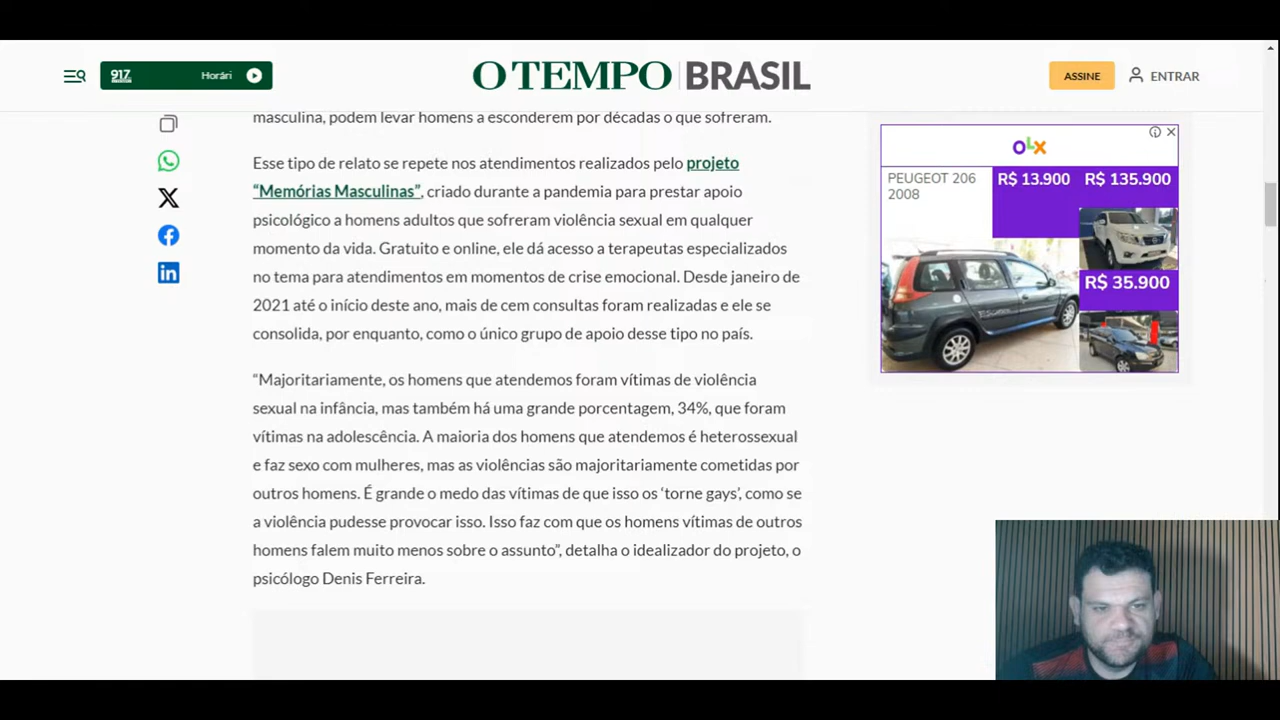 917
Horári
O TEMPO BRASIL
ASSINE
ENTRAR
masculina, podem levar homens a esconderem por décadas o que sofreram.
Esse tipo de relato se repete nos atendimentos realizados pelo projeto
“Memórias Masculinas”, criado durante a pandemia para prestar apoio
psicológico a homens adultos que sofreram violência sexual em qualquer
momento da vida. Gratuito e online, ele dá acesso a terapeutas especializados
no tema para atendimentos em momentos de crise emocional. Desde janeiro de
2021 até o início deste ano, mais de cem consultas foram realizadas e ele se
consolida, por enquanto, como o único grupo de apoio desse tipo no país.
“Majoritariamente, os homens que atendemos foram vítimas de violência
sexual na infância, mas também há uma grande porcentagem, 34%, que foram
vítimas na adolescência. A maioria dos homens que atendemos é heterossexual
e faz sexo com mulheres, mas as violências são majoritariamente cometidas por
outros homens. É grande o medo das vítimas de que isso os ‘torne gays’, como se
a violência pudesse provocar isso. Isso faz com que os homens vítimas de outros
homens falem muito menos sobre o assunto”, detalha o idealizador do projeto, o
psicólogo Denis Ferreira.
OLX
PEUGEOT 206
2008
R$ 13.900
R$ 135.900
R$ 35.900